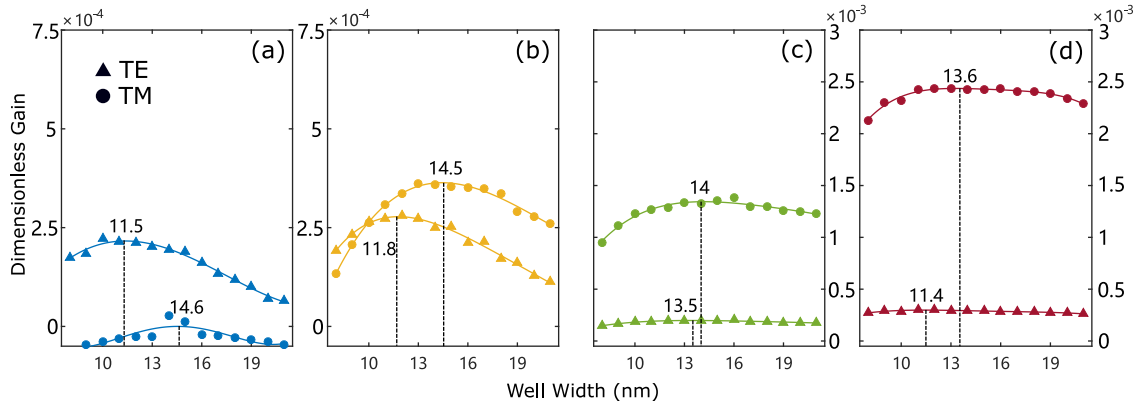 ×10⁻⁴
×10⁻⁴
×10⁻³
×10⁻³
7.5
7.5
3
3
(a)
(b)
(c)
(d)
TE
TM
13.6
2.5
2.5
5
5
2
2
14.5
14
1.5
1.5
11.5
2.5
2.5
11.8
1
1
14.6
13.5
11.4
0.5
0.5
0
0
0
0
10 13 16 19
10 13 16 19
10 13 16 19
10 13 16 19
Dimensionless Gain
Well Width (nm)